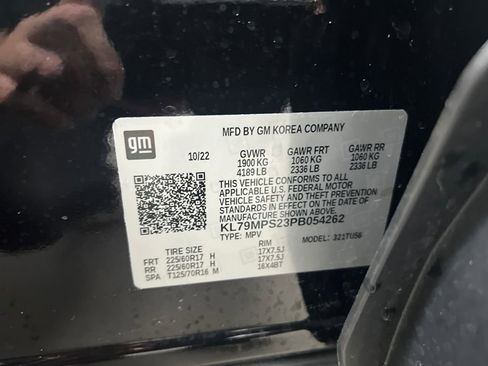 MFD BY GM KOREA COMPANY
gm
10/22 GVWR GAWR FRT GAWR RR
1900 KG 1060 KG 1060 KG
4189 LB 2336 LB 2336 LB
THIS VEHICLE CONFORMS TO ALL
APPLICABLE U.S. FEDERAL MOTOR
VEHICLE SAFETY STANDARDS
IN EFFECT ON THE DATE OF
MANUFACTURE SHOWN ABOVE.
KL79MPS23PB054262
TYPE: MPV MODEL: 321TU56
TIRE SIZE RIM
FRT 225/60R17 H 17X7.5J
RR 225/60R17 H 17X7.5J
SPA T125/70R16 M 16X4BT